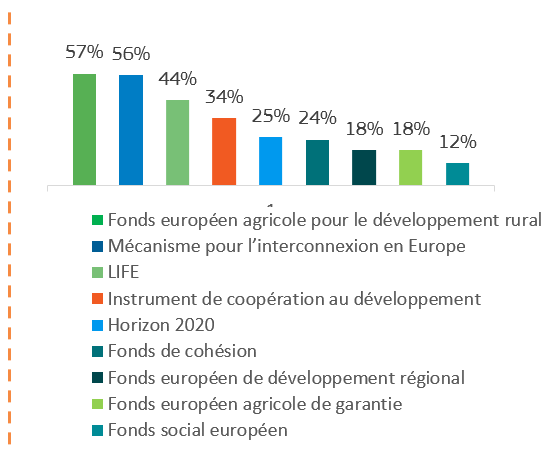 57% 56%
44%
34%
25% 24%
18% 18%
12%
Fonds européen agricole pour le développement rural
Mécanisme pour l’interconnexion en Europe
LIFE
Instrument de coopération au développement
Horizon 2020
Fonds de cohésion
Fonds européen de développement régional
Fonds européen agricole de garantie
Fonds social européen